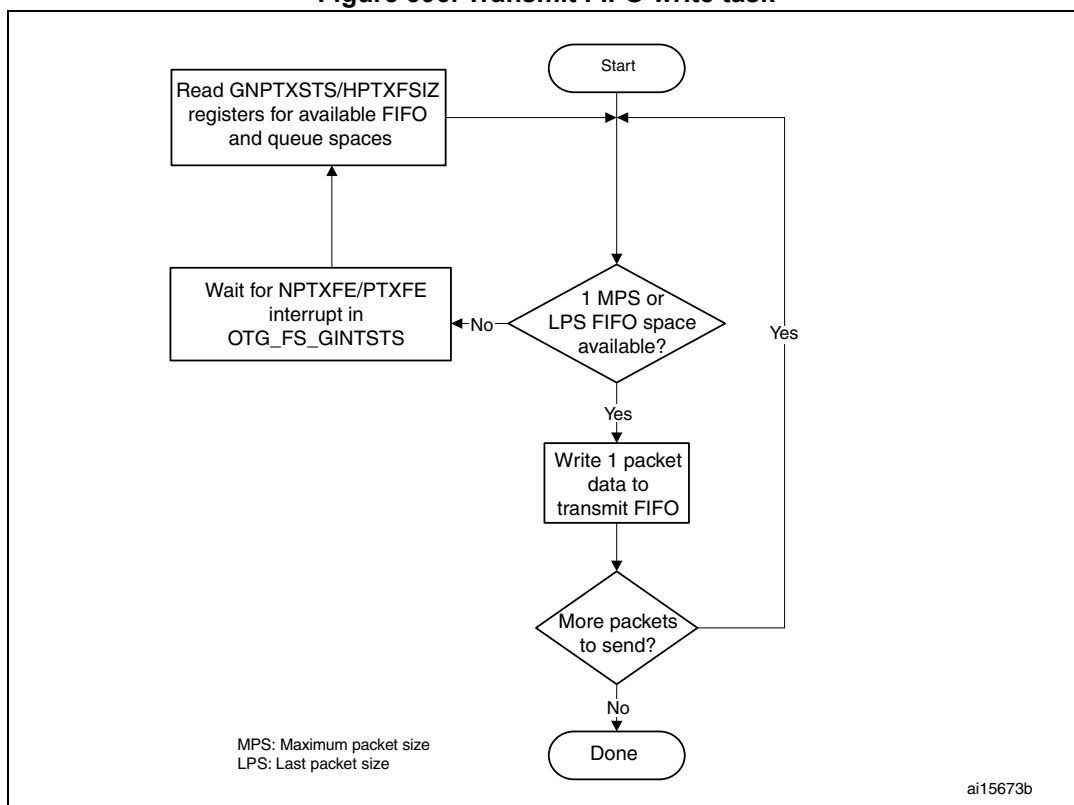 Start
Read GNPTXSTS/HPTXFSIZ
registers for available FIFO
and queue spaces
Wait for NPTXFE/PTXFE
interrupt in
OTG_FS_GINTSTS
No
1 MPS or
LPS FIFO space
available?
Yes
Yes
Write 1 packet
data to
transmit FIFO
More packets
to send?
No
Done
MPS: Maximum packet size
LPS: Last packet size
ai15673b